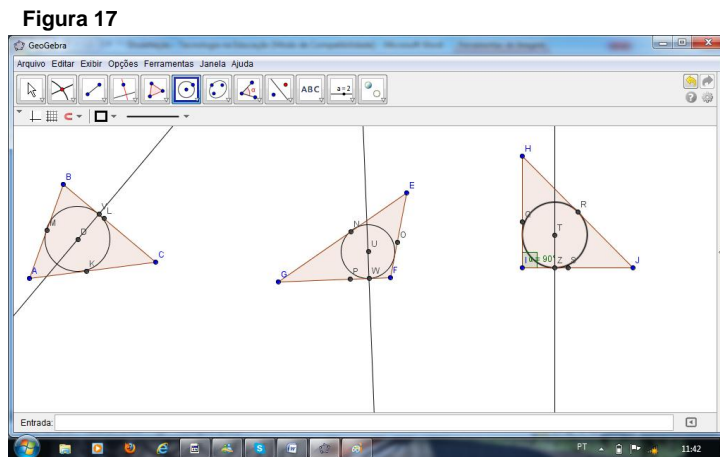 Figura 17
GeoGebra
Arquivo Editar Exibir Opções Ferramentas Janela Ajuda
ABC
a=2
B
V
L
M
D
A
K
C
E
N
O
U
G
P
W
F
H
R
T
= 90°
Z
S
J
Entrada:
PT
11:42